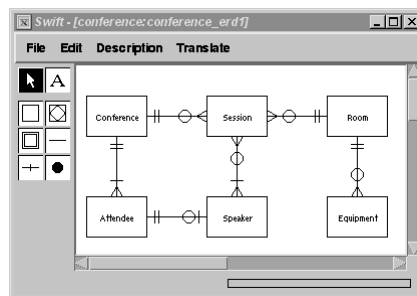 Swift - [conference:conference_erd1]
File Edit Description Translate
A
Conference Session Room
Attendee Speaker Equipment